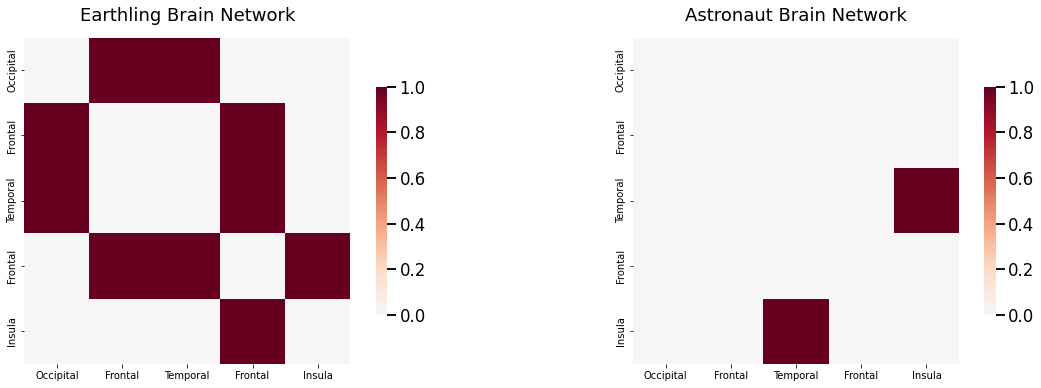 Earthling Brain Network
Astronaut Brain Network
Occipital
Frontal
Temporal
Frontal
Insula
Occipital Frontal Temporal Frontal Insula
1.0
0.8
0.6
0.4
0.2
0.0
Occipital
Frontal
Temporal
Frontal
Insula
Occipital Frontal Temporal Frontal Insula
1.0
0.8
0.6
0.4
0.2
0.0